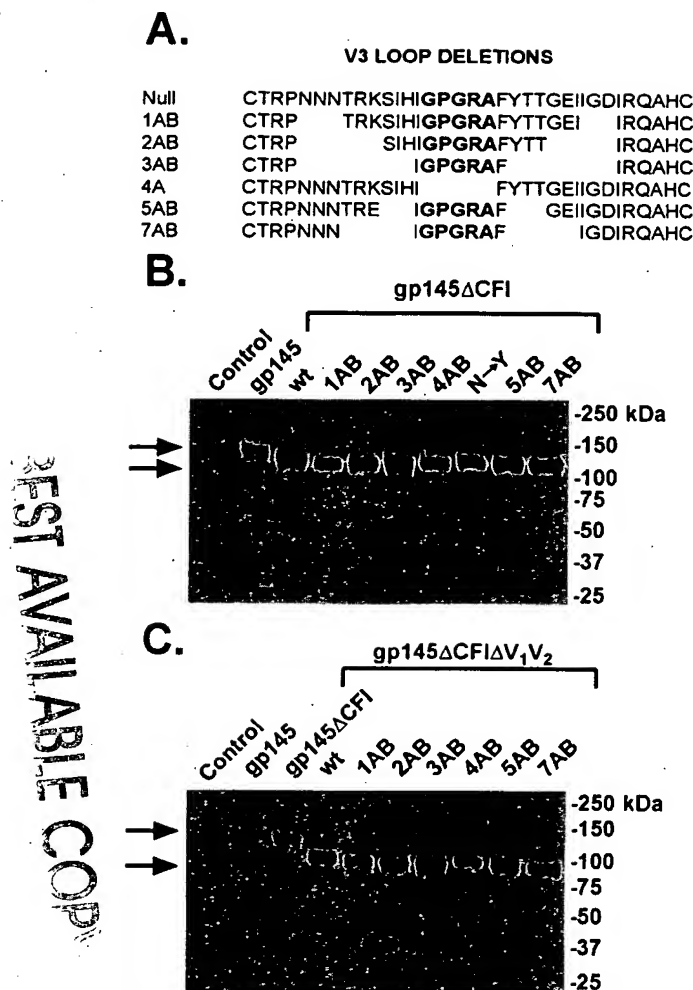 A.
V3 LOOP DELETIONS
Null CTRPNNNTRKSIHIGPGRAFYTTGEIIGDIRQAHC
1AB CTRP TRKSIHIGPGRAFYTTGEI IRQAHC
2AB CTRP SIHIGPGRAFYTT IRQAHC
3AB CTRP IGPGRAF IRQAHC
4A CTRPNNNTRKSIHI FYTTGEIIGDIRQAHC
5AB CTRPNNNTRE IGPGRAF GEIIGDIRQAHC
7AB CTRPNNN IGPGRAF IGDIRQAHC
B.
gp145ΔCFI
Control gp145 wt 1AB 2AB 3AB 4AB N→Y 5AB 7AB
-250 kDa
-150
-100
-75
-50
-37
-25
BEST AVAILABLE COPY
C.
gp145ΔCFIΔV₁V₂
Control gp145 gp145ΔCFI wt 1AB 2AB 3AB 4AB 5AB 7AB
-250 kDa
-150
-100
-75
-50
-37
-25